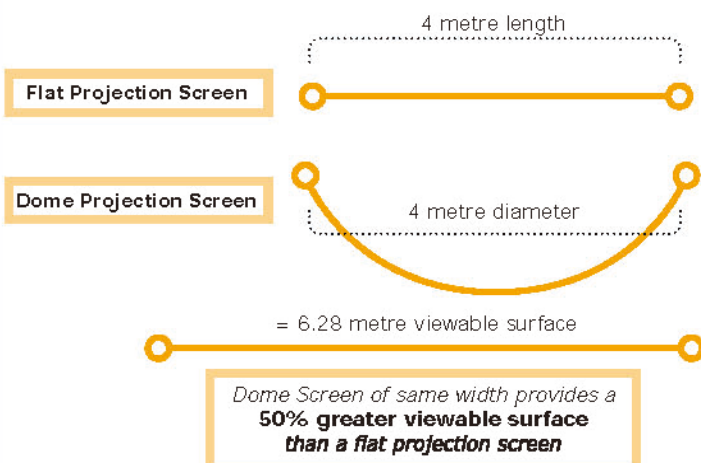 4 metre length
Flat Projection Screen
Dome Projection Screen
4 metre diameter
= 6.28 metre viewable surface
Dome Screen of same width provides a
50% greater viewable surface
than a flat projection screen